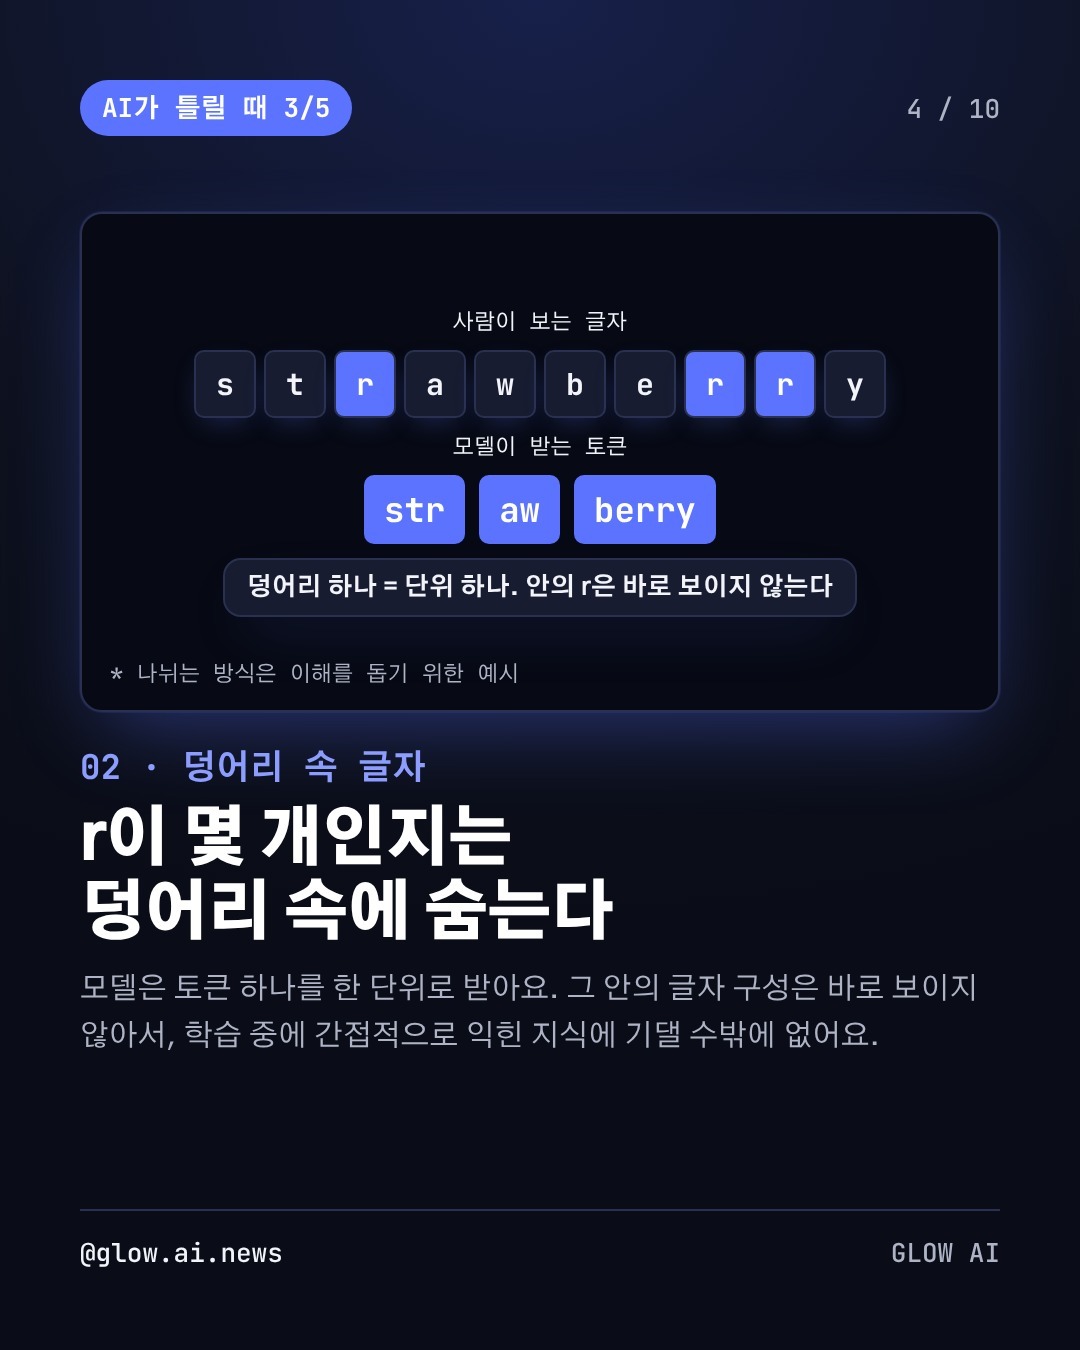 AI가 틀릴 때 3/5
4 / 10
사람이 보는 글자
s t r a w b e r r y
모델이 받는 토큰
str aw berry
덩어리 하나 = 단위 하나. 안의 r은 바로 보이지 않는다
* 나뉘는 방식은 이해를 돕기 위한 예시
02 · 덩어리 속 글자
r이 몇 개인지는
덩어리 속에 숨는다
모델은 토큰 하나를 한 단위로 받아요. 그 안의 글자 구성은 바로 보이지
않아서, 학습 중에 간접적으로 익힌 지식에 기댈 수밖에 없어요.
@glow.ai.news
GLOW AI